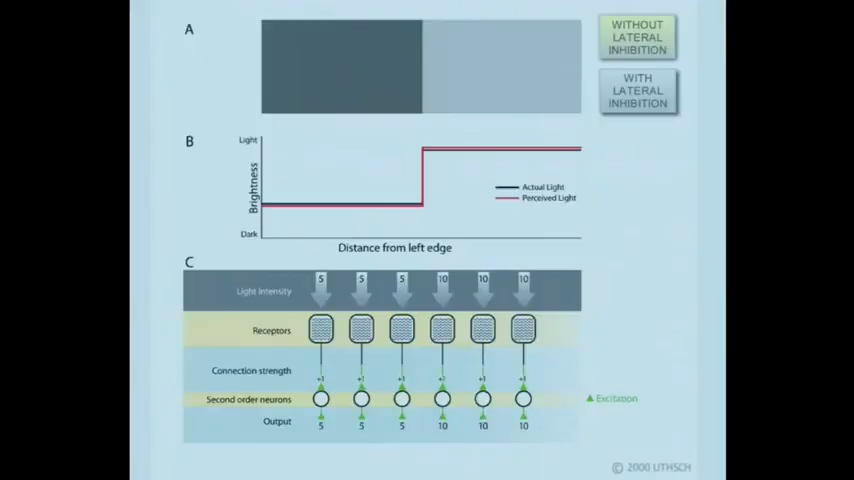 A
WITHOUT
LATERAL
INHIBITION
WITH
LATERAL
INHIBITION
B
Light
Brightness
Dark
Actual Light
Perceived Light
Distance from left edge
C
Light Intensity
5 5 5 10 10 10
Receptors
Connection strength
+1 +1 +1 +1 +1 +1
Second order neurons
Excitation
Output
5 5 5 10 10 10
© 2000 UTHSCH